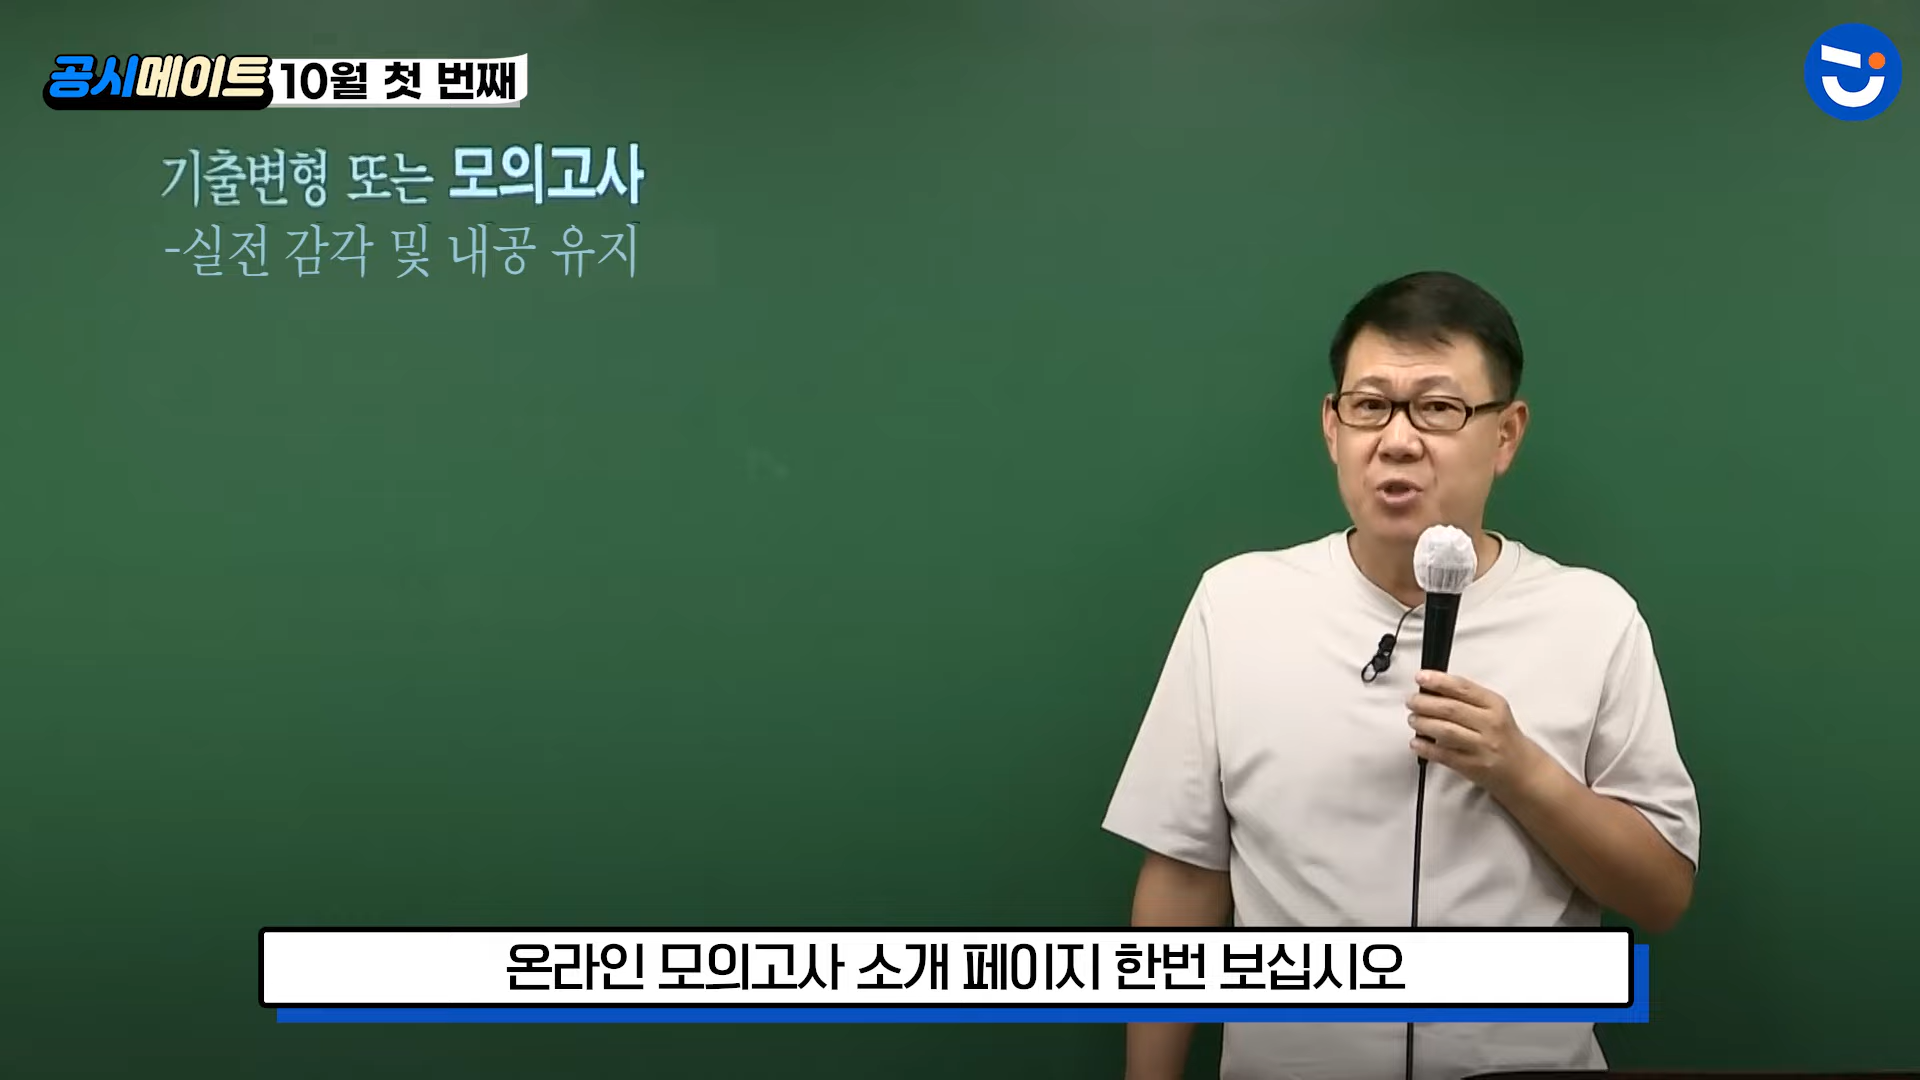 공시메이트 10월 첫 번째
기출변형 또는 모의고사
-실전 감각 및 내공 유지
온라인 모의고사 소개 페이지 한번 보십시오